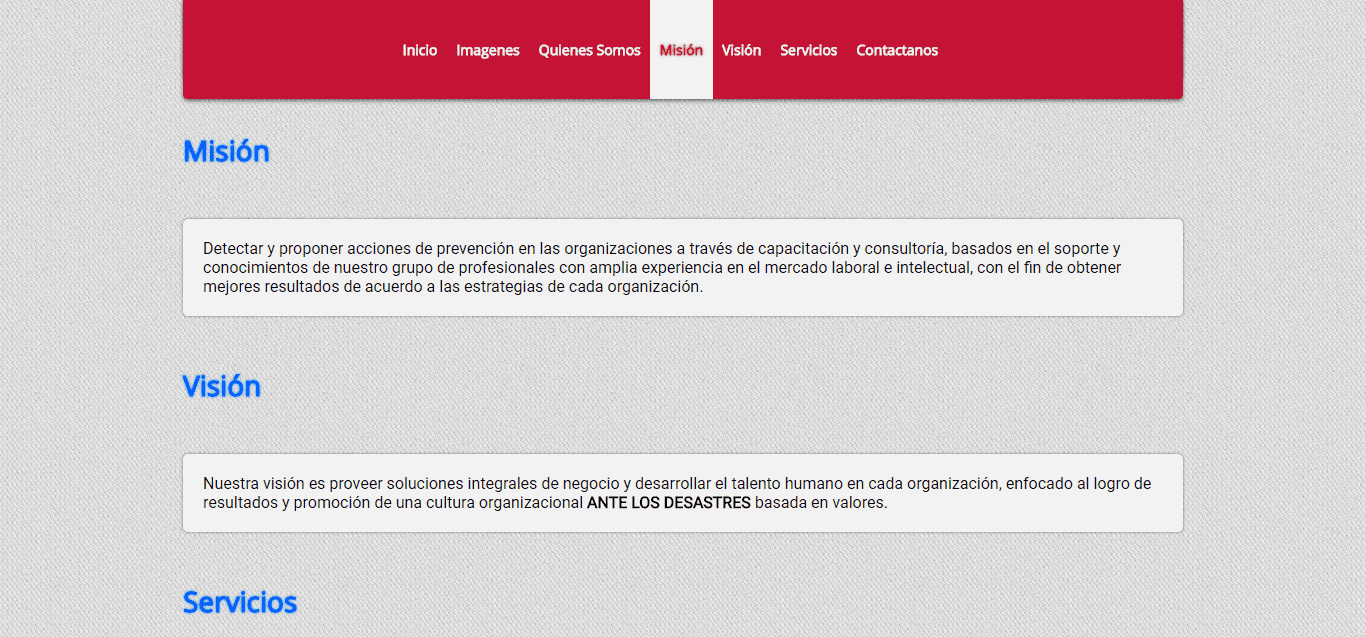 Inicio Imagenes Quienes Somos Misión Visión Servicios Contactanos
Misión
Detectar y proponer acciones de prevención en las organizaciones a través de capacitación y consultoría, basados en el soporte y
conocimientos de nuestro grupo de profesionales con amplia experiencia en el mercado laboral e intelectual, con el fin de obtener
mejores resultados de acuerdo a las estrategias de cada organización.
Visión
Nuestra visión es proveer soluciones integrales de negocio y desarrollar el talento humano en cada organización, enfocado al logro de
resultados y promoción de una cultura organizacional ANTE LOS DESASTRES basada en valores.
Servicios